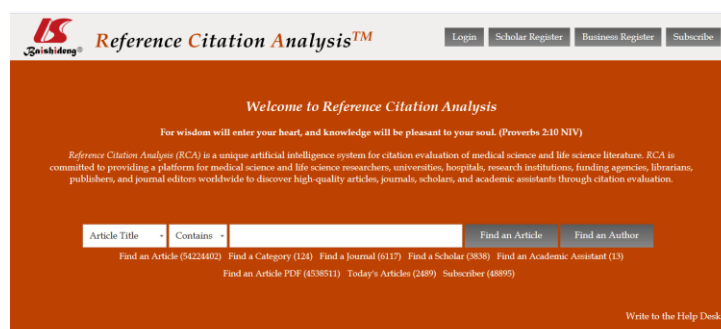 Baishideng®
Reference Citation Analysis™
Login Scholar Register Business Register Subscribe
Welcome to Reference Citation Analysis
For wisdom will enter your heart, and knowledge will be pleasant to your soul. (Proverbs 2:10 NIV)
Reference Citation Analysis (RCA) is a unique artificial intelligence system for citation evaluation of medical science and life science literature. RCA is
committed to providing a platform for medical science and life science researchers, universities, hospitals, research institutions, funding agencies, librarians,
publishers, and journal editors worldwide to discover high-quality articles, journals, scholars, and academic assistants through citation evaluation.
Article Title Contains Find an Article Find an Author
Find an Article (54224402) Find a Category (124) Find a Journal (6117) Find a Scholar (3838) Find an Academic Assistant (13)
Find an Article PDF (4538511) Today's Articles (2489) Subscriber (48895)
Write to the Help Desk